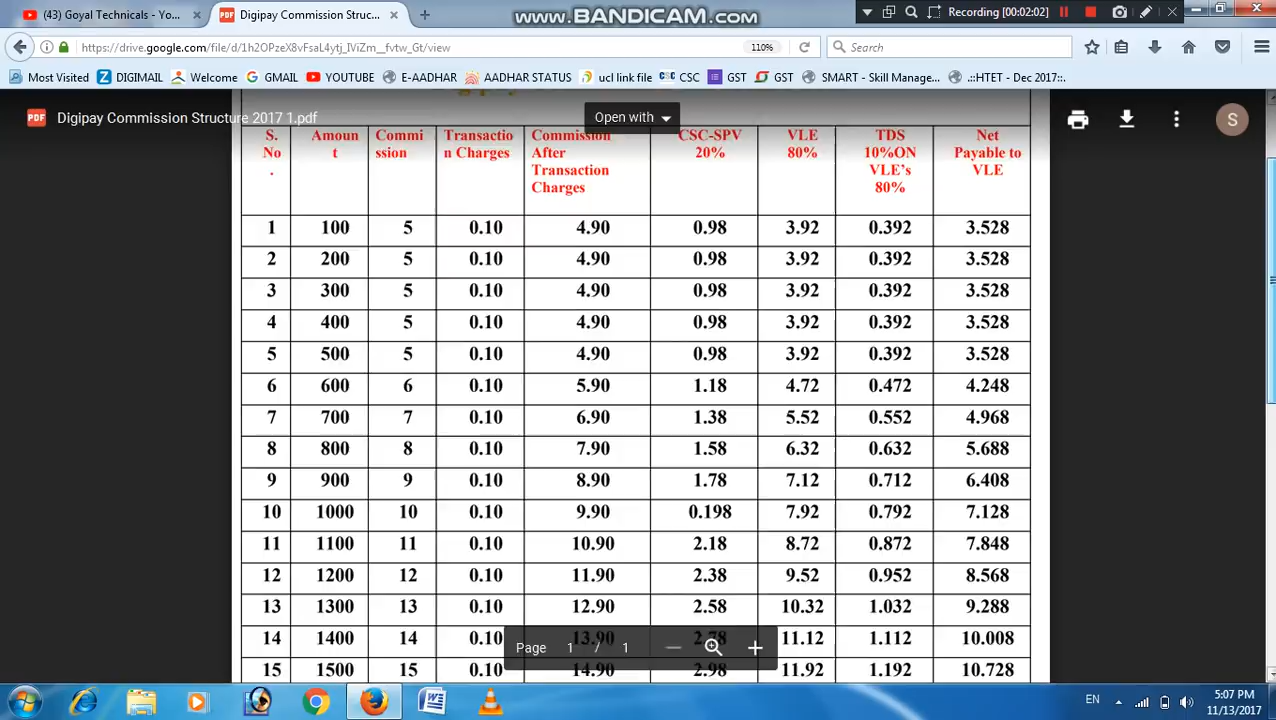 (43) Goyal Technicals - Yo...
Digipay Commission Struc...
www.BANDICAM.com
Recording [00:02:02]
https://drive.google.com/file/d/1h2OPzeX8vFsaL4ytj_IViZm__fvtw_Gt/view
110%
Search
Most Visited DIGIMAIL Welcome GMAIL YOUTUBE E-AADHAR AADHAR STATUS ucl link file CSC CSC GST GST SMART - Skill Manage... .::HTET - Dec 2017::.
PDF Digipay Commission Structure 2017 1.pdf
Open with
S
S. No . Amoun t Commi ssion Transactio n Charges Commission After Transaction Charges CSC-SPV 20% VLE 80% TDS 10%ON VLE's 80% Net Payable to VLE
1 100 5 0.10 4.90 0.98 3.92 0.392 3.528
2 200 5 0.10 4.90 0.98 3.92 0.392 3.528
3 300 5 0.10 4.90 0.98 3.92 0.392 3.528
4 400 5 0.10 4.90 0.98 3.92 0.392 3.528
5 500 5 0.10 4.90 0.98 3.92 0.392 3.528
6 600 6 0.10 5.90 1.18 4.72 0.472 4.248
7 700 7 0.10 6.90 1.38 5.52 0.552 4.968
8 800 8 0.10 7.90 1.58 6.32 0.632 5.688
9 900 9 0.10 8.90 1.78 7.12 0.712 6.408
10 1000 10 0.10 9.90 0.198 7.92 0.792 7.128
11 1100 11 0.10 10.90 2.18 8.72 0.872 7.848
12 1200 12 0.10 11.90 2.38 9.52 0.952 8.568
13 1300 13 0.10 12.90 2.58 10.32 1.032 9.288
14 1400 14 0.10 13.90 2.78 11.12 1.112 10.008
15 1500 15 0.10 14.90 2.98 11.92 1.192 10.728
Page 1 / 1
EN
5:07 PM
11/13/2017